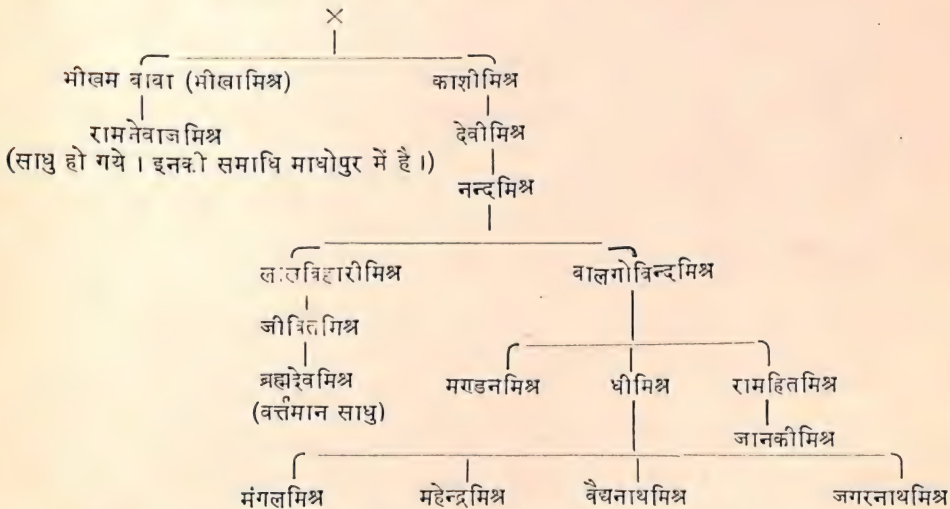 ×
भीखम बाबा (भीखामिश्र) काशीमिश्र
रामनेवाजमिश्र देवीमिश्र
(साधु हो गये । इनकी समाधि माधोपुर में है ।)
नन्दमिश्र
लालविहारीमिश्र बालगोविन्दमिश्र
जीवितमिश्र
ब्रह्मदेवमिश्र मण्डनमिश्र धीमिश्र रामहितमिश्र
(वर्त्तमान साधु)
जानकीमिश्र
मंगलमिश्र महेन्द्रमिश्र वैद्यनाथमिश्र जगरनाथमिश्र